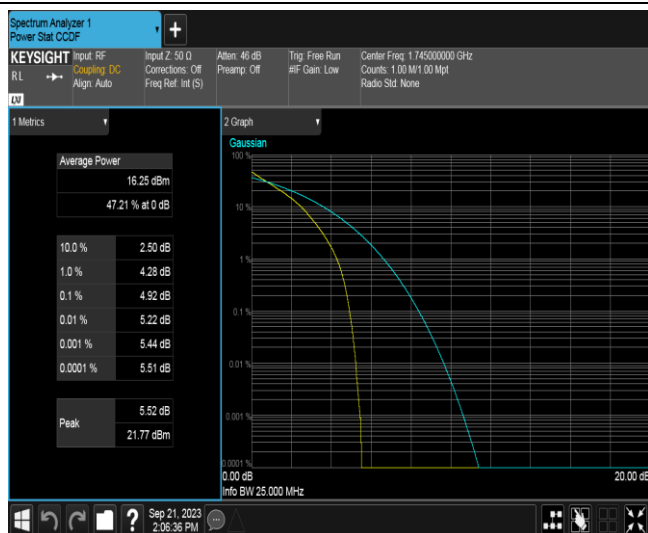 Spectrum Analyzer 1
Power Stat CCDF
+
KEYSIGHT
RL
LXI
Input: RF
Coupling: DC
Align: Auto
Input Z: 50 Ω
Corrections: Off
Freq Ref: Int (S)
Atten: 46 dB
Preamp: Off
Trig: Free Run
#IF Gain: Low
Center Freq: 1.745000000 GHz
Counts: 1.00 M/1.00 Mpt
Radio Std: None
1 Metrics
Average Power
16.25 dBm
47.21 % at 0 dB
10.0 % 2.50 dB
1.0 % 4.28 dB
0.1 % 4.92 dB
0.01 % 5.22 dB
0.001 % 5.44 dB
0.0001 % 5.51 dB
Peak
5.52 dB
21.77 dBm
2 Graph
Gaussian
100 %
10 %
1 %
0.1 %
0.01 %
0.001 %
0.0001 %
0.00 dB 20.00 dB
Info BW 25.000 MHz
?
Sep 21, 2023
2:06:36 PM